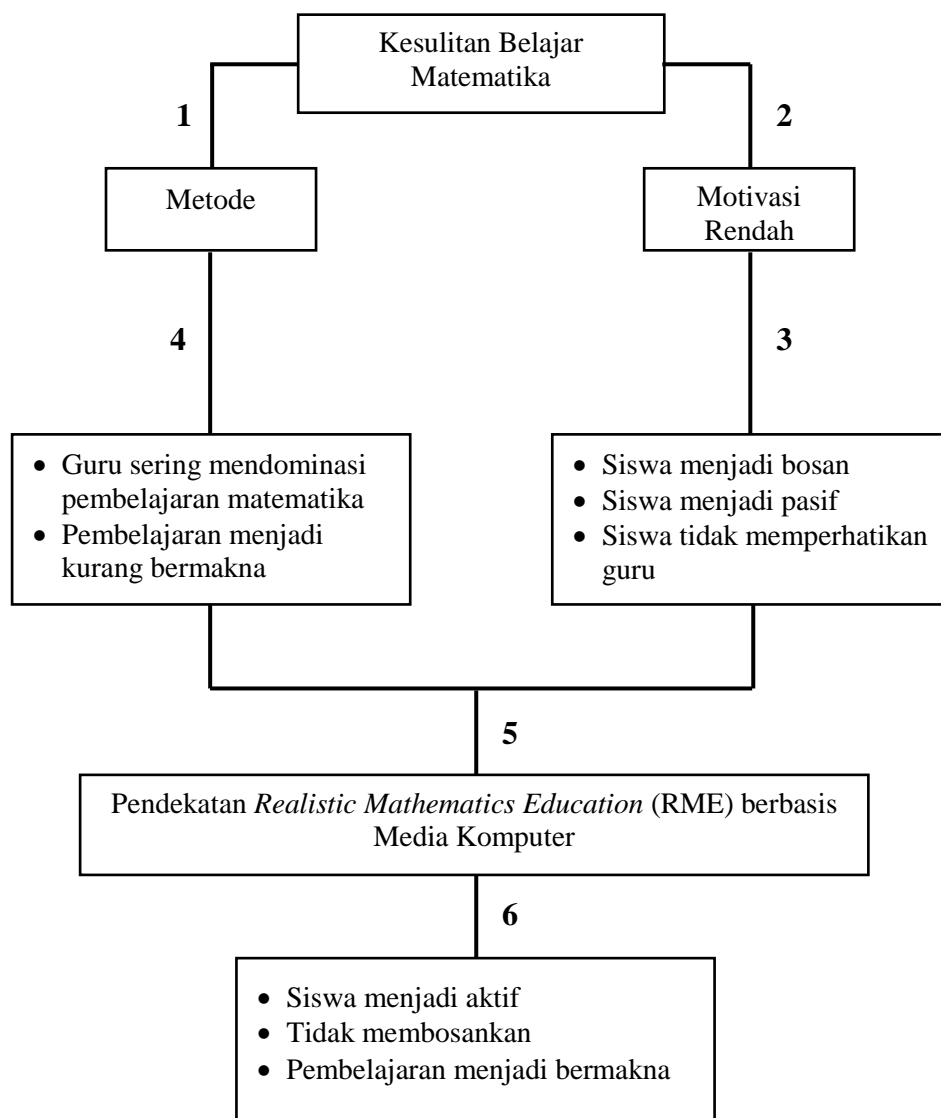 Kesulitan Belajar
Matematika
1
2
Metode
Motivasi
Rendah
4
3
• Guru sering mendominasi
pembelajaran matematika
• Pembelajaran menjadi
kurang bermakna
• Siswa menjadi bosan
• Siswa menjadi pasif
• Siswa tidak memperhatikan
guru
5
Pendekatan Realistic Mathematics Education (RME) berbasis
Media Komputer
6
• Siswa menjadi aktif
• Tidak membosankan
• Pembelajaran menjadi bermakna